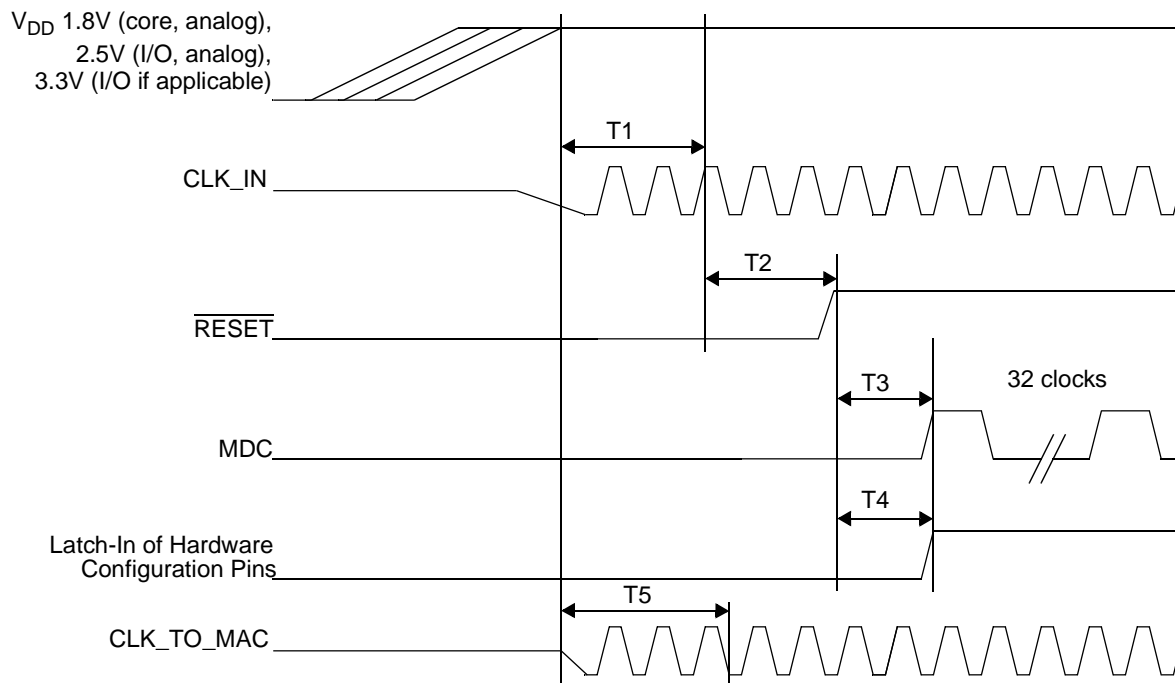 V_DD 1.8V (core, analog),
2.5V (I/O, analog),
3.3V (I/O if applicable)
T1
CLK_IN
T2
RESET
T3
32 clocks
MDC
T4
Latch-In of Hardware
Configuration Pins
T5
CLK_TO_MAC